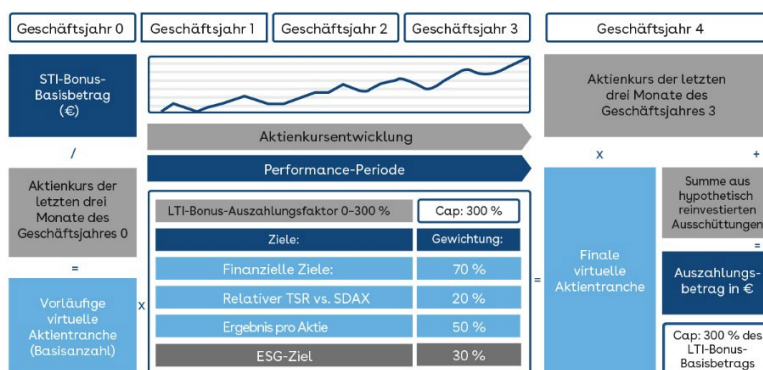 Geschäftsjahr 0
Geschäftsjahr 1
Geschäftsjahr 2
Geschäftsjahr 3
Geschäftsjahr 4
STI-Bonus-
Basisbetrag
(€)
/
Aktienkurs der
letzten drei
Monate des
Geschäftsjahres 0
=
Vorläufige
virtuelle
Aktientranche
(Basisanzahl)
x
Aktienkursentwicklung
Performance-Periode
LTI-Bonus-Auszahlungsfaktor 0–300 %
Cap: 300 %
Ziele:
Gewichtung:
Finanzielle Ziele:
70 %
Relativer TSR vs. SDAX
20 %
Ergebnis pro Aktie
50 %
ESG-Ziel
30 %
=
Aktienkurs der letzten
drei Monate des
Geschäftsjahres 3
x
Finale
virtuelle
Aktientranche
+
Summe aus
hypothetisch
reinvestierten
Ausschüttungen
=
Auszahlungs-
betrag in €
Cap: 300 % des
LTI-Bonus-
Basisbetrags